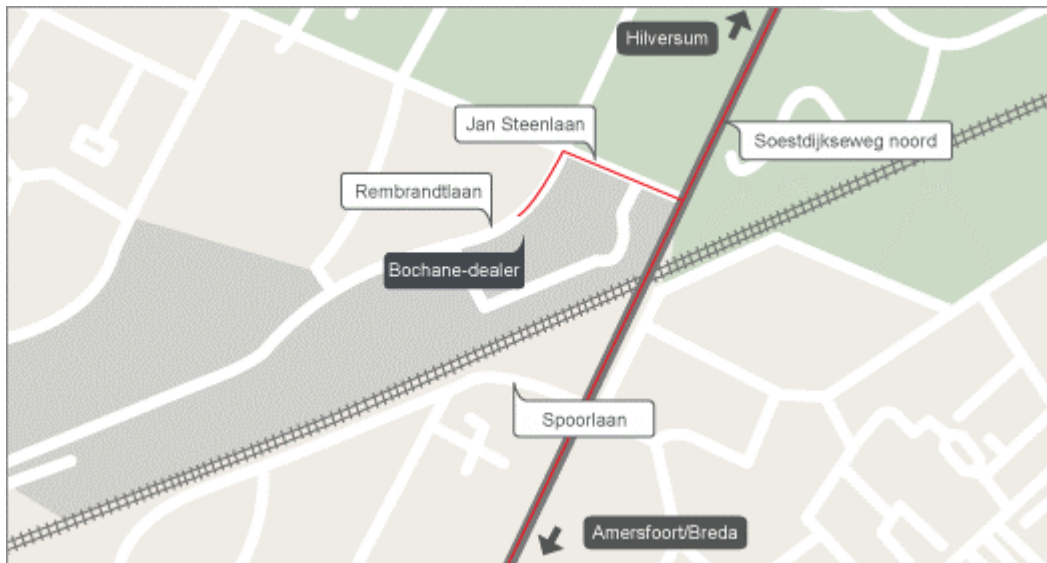 Hilversum
Jan Steenlaan
Soestdijkseweg noord
Rembrandtlaan
Bochane-dealer
Spoorlaan
Amersfoort/Breda